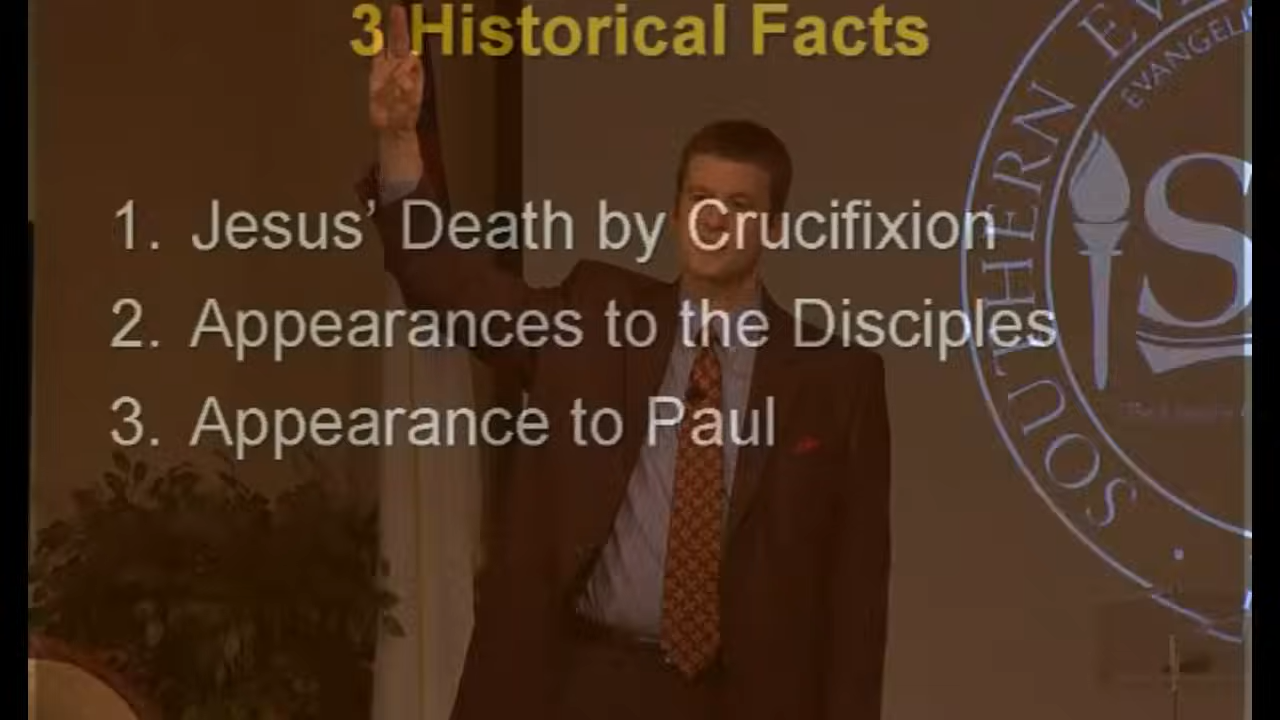 3 Historical Facts
1. Jesus’ Death by Crucifixion
2. Appearances to the Disciples
3. Appearance to Paul
SOUTHERN EV
EVANGELIS
S